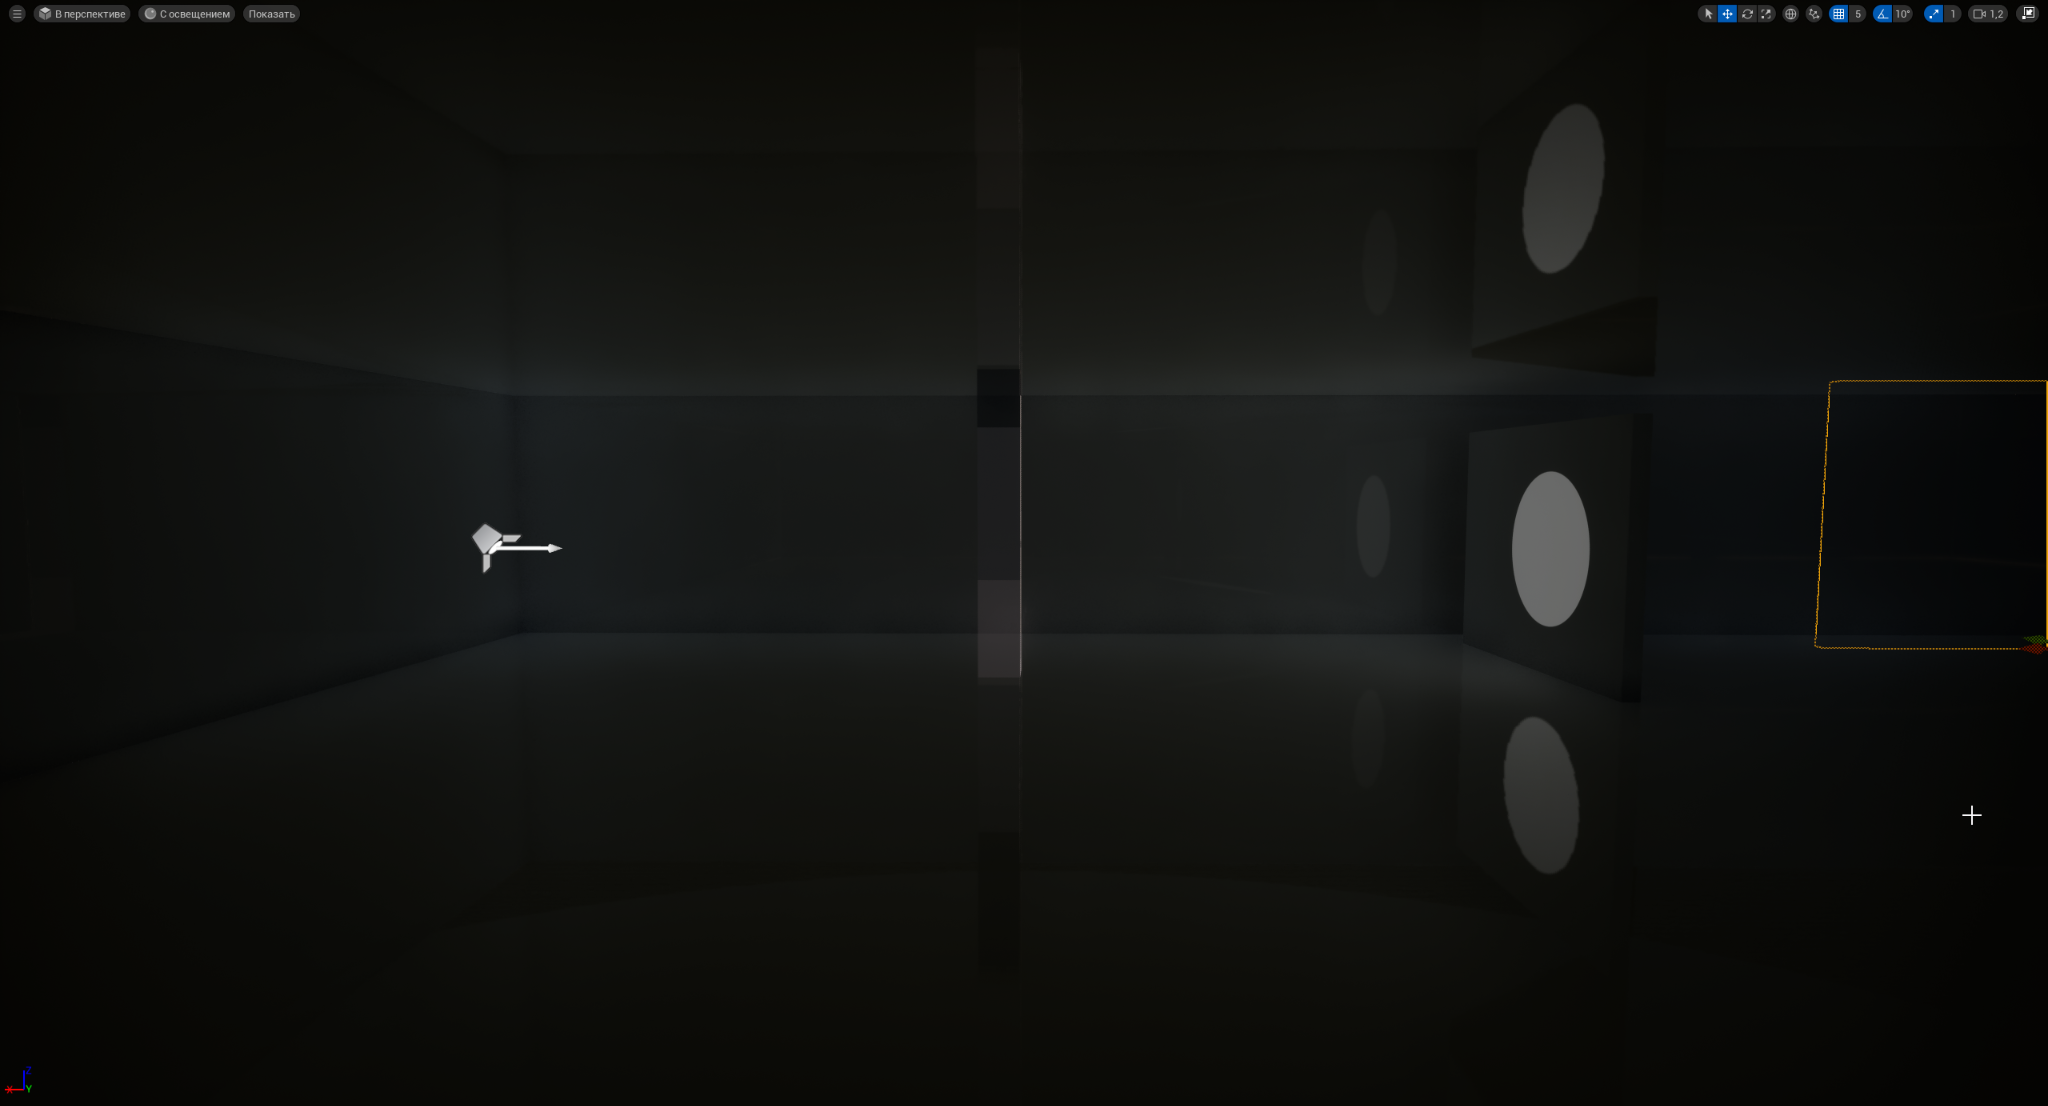 В перспективе
С освещением
Показать
5
10°
1
1,2
Z
X
Y